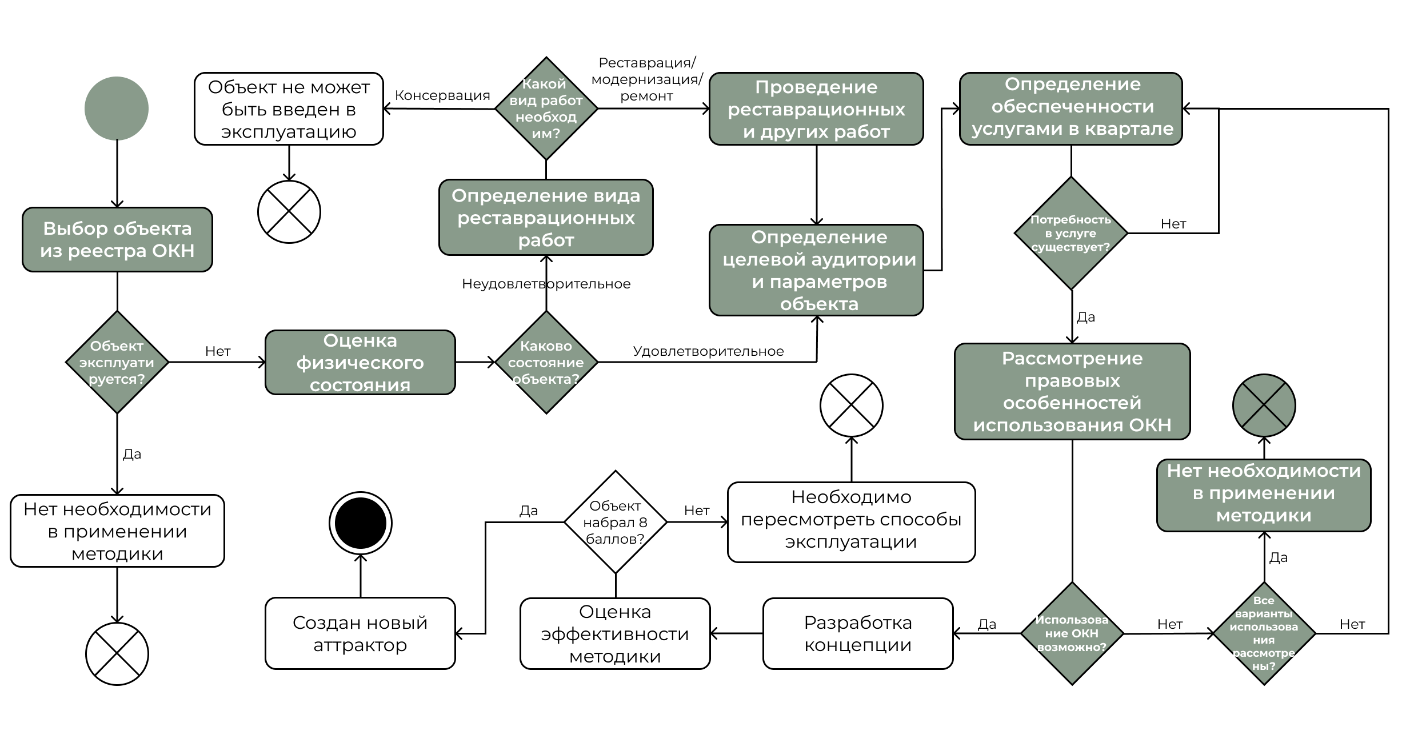 Выбор объекта
из реестра ОКН
Объект
эксплуати
руется?
Нет
Да
Нет необходимости
в применении
методики
Оценка
физического
состояния
Каково
состояние
объекта?
Неудовлетворительное
Удовлетворительное
Определение вида
реставрационных
работ
Какой
вид работ
необход
им?
Консервация
Объект не может
быть введен в
эксплуатацию
Реставрация/
модернизация/
ремонт
Проведение
реставрационных
и других работ
Определение
целевой аудитории
и параметров
объекта
Определение
обеспеченности
услугами в квартале
Потребность
в услуге
существует?
Нет
Да
Рассмотрение
правовых
особенностей
использования ОКН
Использова
ние ОКН
возможно?
Нет
Все
варианты
использова
ния
рассмотре
ны?
Нет
Да
Нет необходимости
в применении
методики
Да
Разработка
концепции
Оценка
эффективности
методики
Объект
набрал 8
баллов?
Нет
Необходимо
пересмотреть способы
эксплуатации
Да
Создан новый
аттрактор